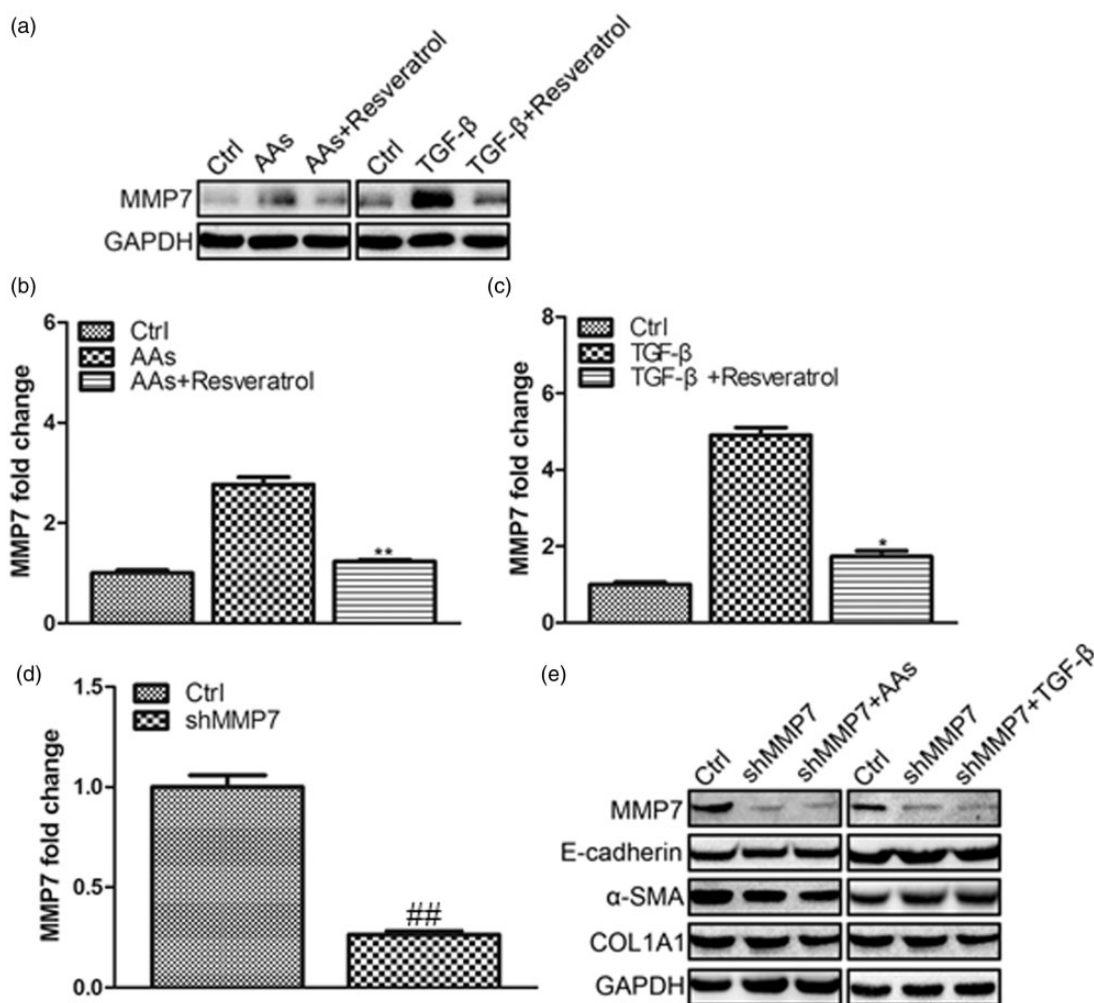 (a)
Ctrl AAs AAs+Resveratrol Ctrl TGF-β TGF-β+Resveratrol
MMP7
GAPDH
(b)
6
4
2
0
MMP7 fold change
Ctrl
AAs
AAs+Resveratrol
**
(c)
8
6
4
2
0
MMP7 fold change
Ctrl
TGF-β
TGF-β +Resveratrol
*
(d)
1.5
1.0
0.5
0.0
MMP7 fold change
Ctrl
shMMP7
##
(e)
Ctrl shMMP7 shMMP7+AAs Ctrl shMMP7 shMMP7+TGF-β
MMP7
E-cadherin
α-SMA
COL1A1
GAPDH